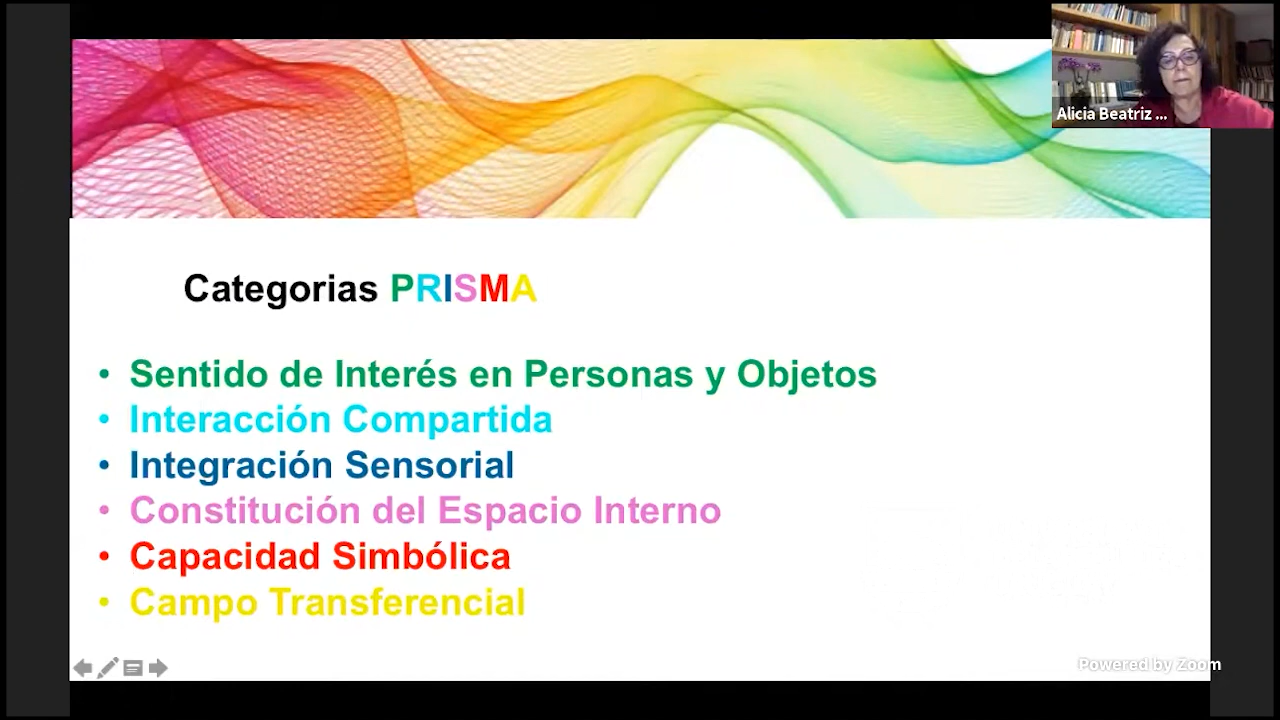 Alicia Beatriz ...
Categorias PRISMA
• Sentido de Interés en Personas y Objetos
• Interacción Compartida
• Integración Sensorial
• Constitución del Espacio Interno
• Capacidad Simbólica
• Campo Transferencial
Powered by Zoom